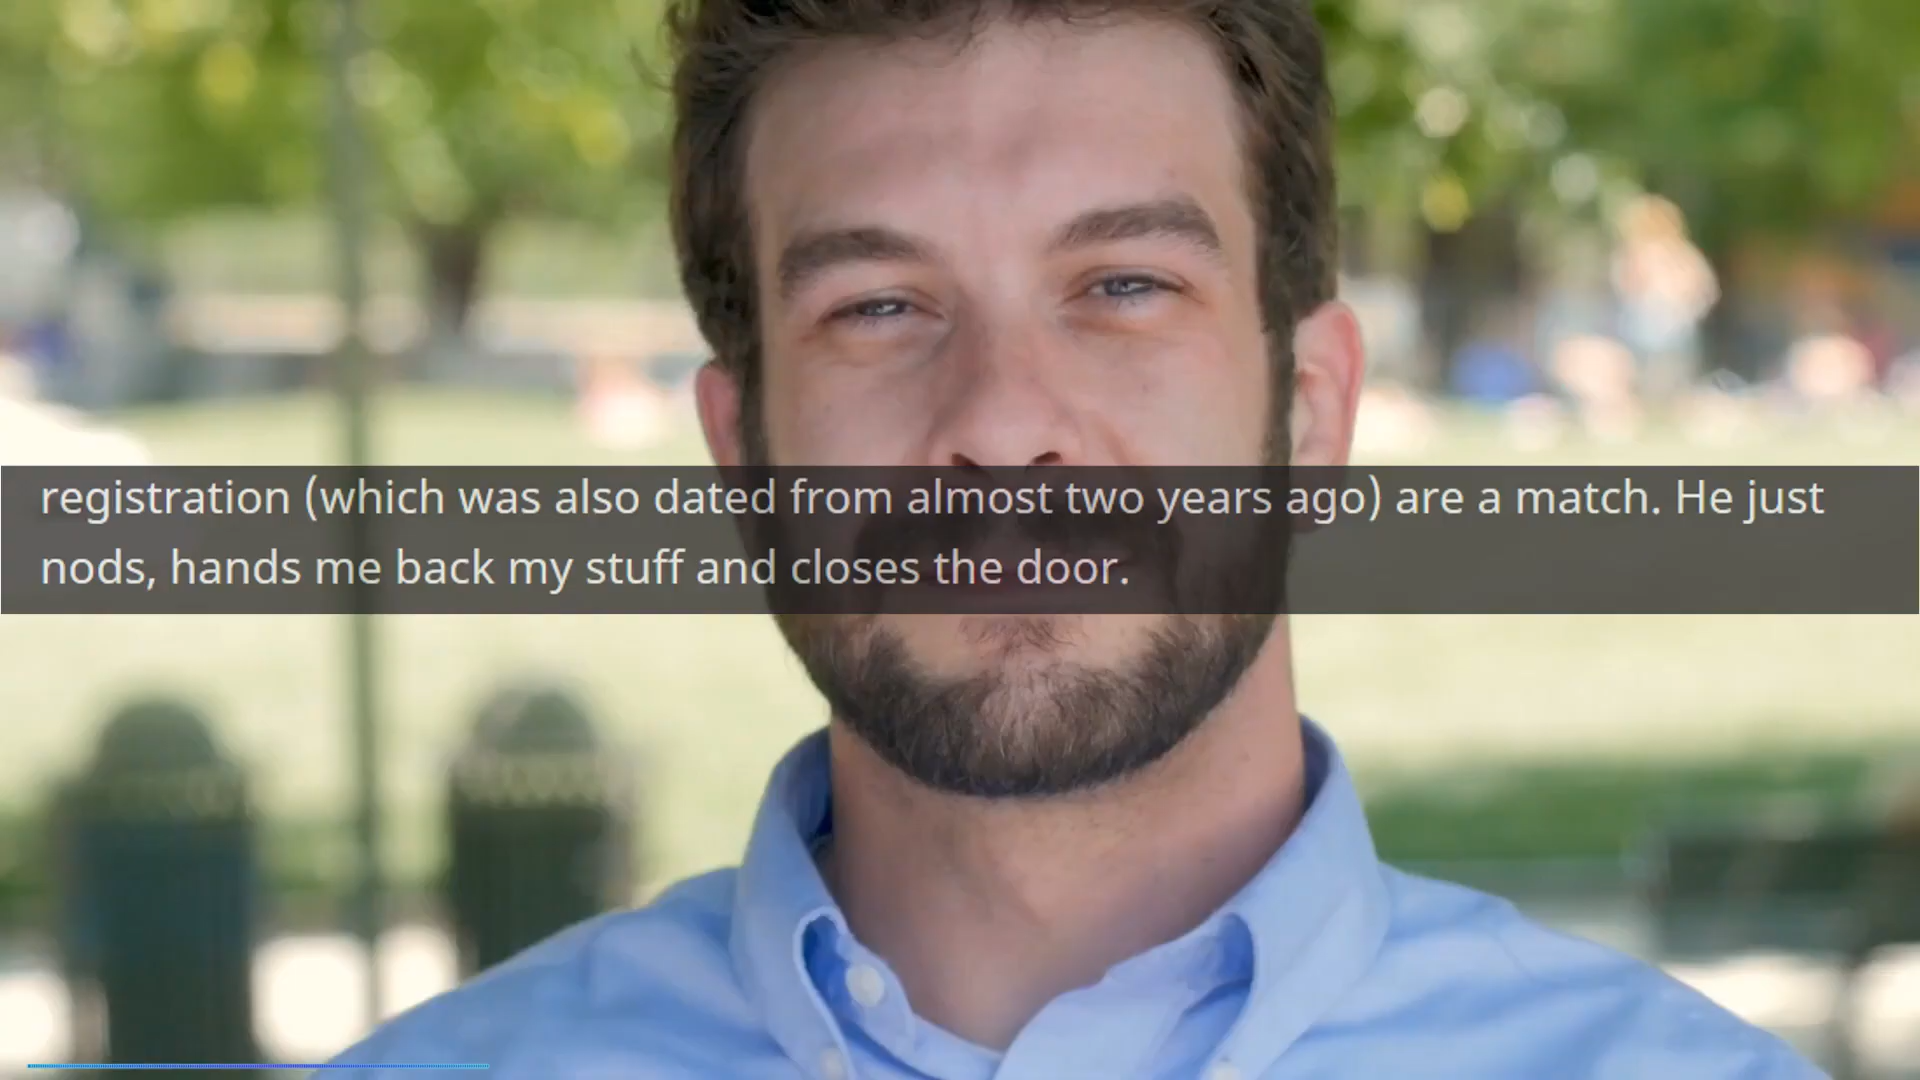 registration (which was also dated from almost two years ago) are a match. He just
nods, hands me back my stuff and closes the door.